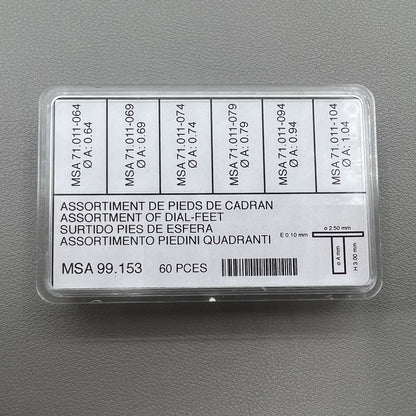 MSA 71.011-064
Ø A: 0.64
MSA 71.011-069
Ø A: 0.69
MSA 71.011-074
Ø A: 0.74
MSA 71.011-079
Ø A: 0.79
MSA 71.011-094
Ø A: 0.94
MSA 71.011-104
Ø A: 1.04
ASSORTIMENT DE PIEDS DE CADRAN
ASSORTMENT OF DIAL-FEET
SURTIDO PIES DE ESFERA
ASSORTIMENTO PIEDINI QUADRANTI
MSA 99.153 60 PCES
ø 2.50 mm
E 0.10 mm
ø A mm
H 3.00 mm